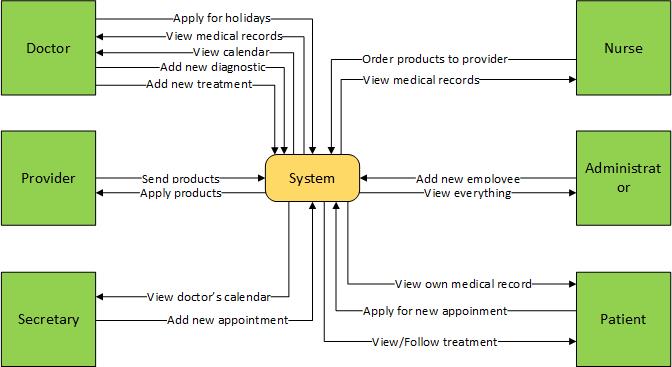 Doctor
Apply for holidays
View medical records
View calendar
Add new diagnostic
Add new treatment
Order products to provider
View medical records
Nurse
Provider
Send products
Apply products
System
Add new employee
View everything
Administrat
or
Secretary
View doctor's calendar
Add new appointment
View own medical record
Apply for new appoinment
View/Follow treatment
Patient